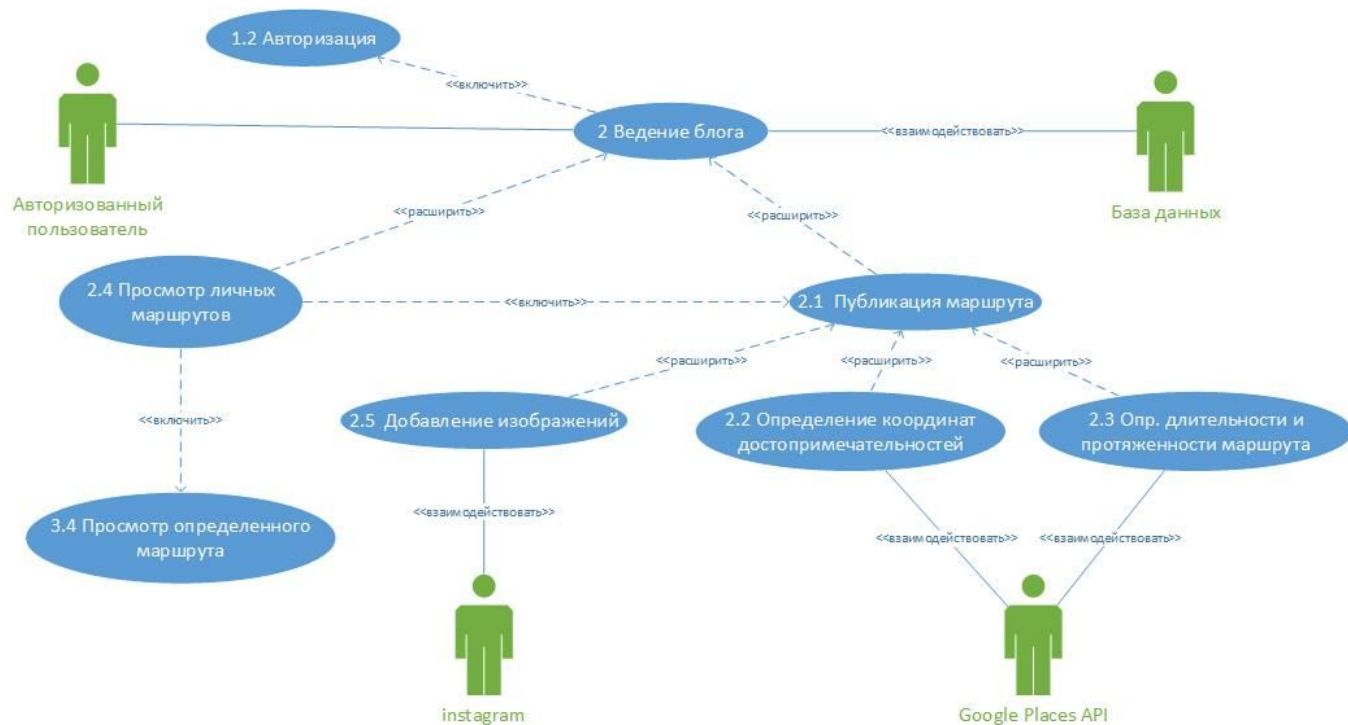 1.2 Авторизация
<<включить>>
2 Ведение блога
<<взаимодействовать>>
Авторизованный
пользователь
База данных
<<расширить>>
<<расширить>>
2.4 Просмотр личных
маршрутов
<<включить>>
2.1 Публикация маршрута
<<расширить>>
<<расширить>>
<<расширить>>
<<включить>>
2.5 Добавление изображений
2.2 Определение координат
достопримечательностей
2.3 Опр. длительности и
протяженности маршрута
<<взаимодействовать>>
3.4 Просмотр определенного
маршрута
<<взаимодействовать>>
<<взаимодействовать>>
instagram
Google Places API